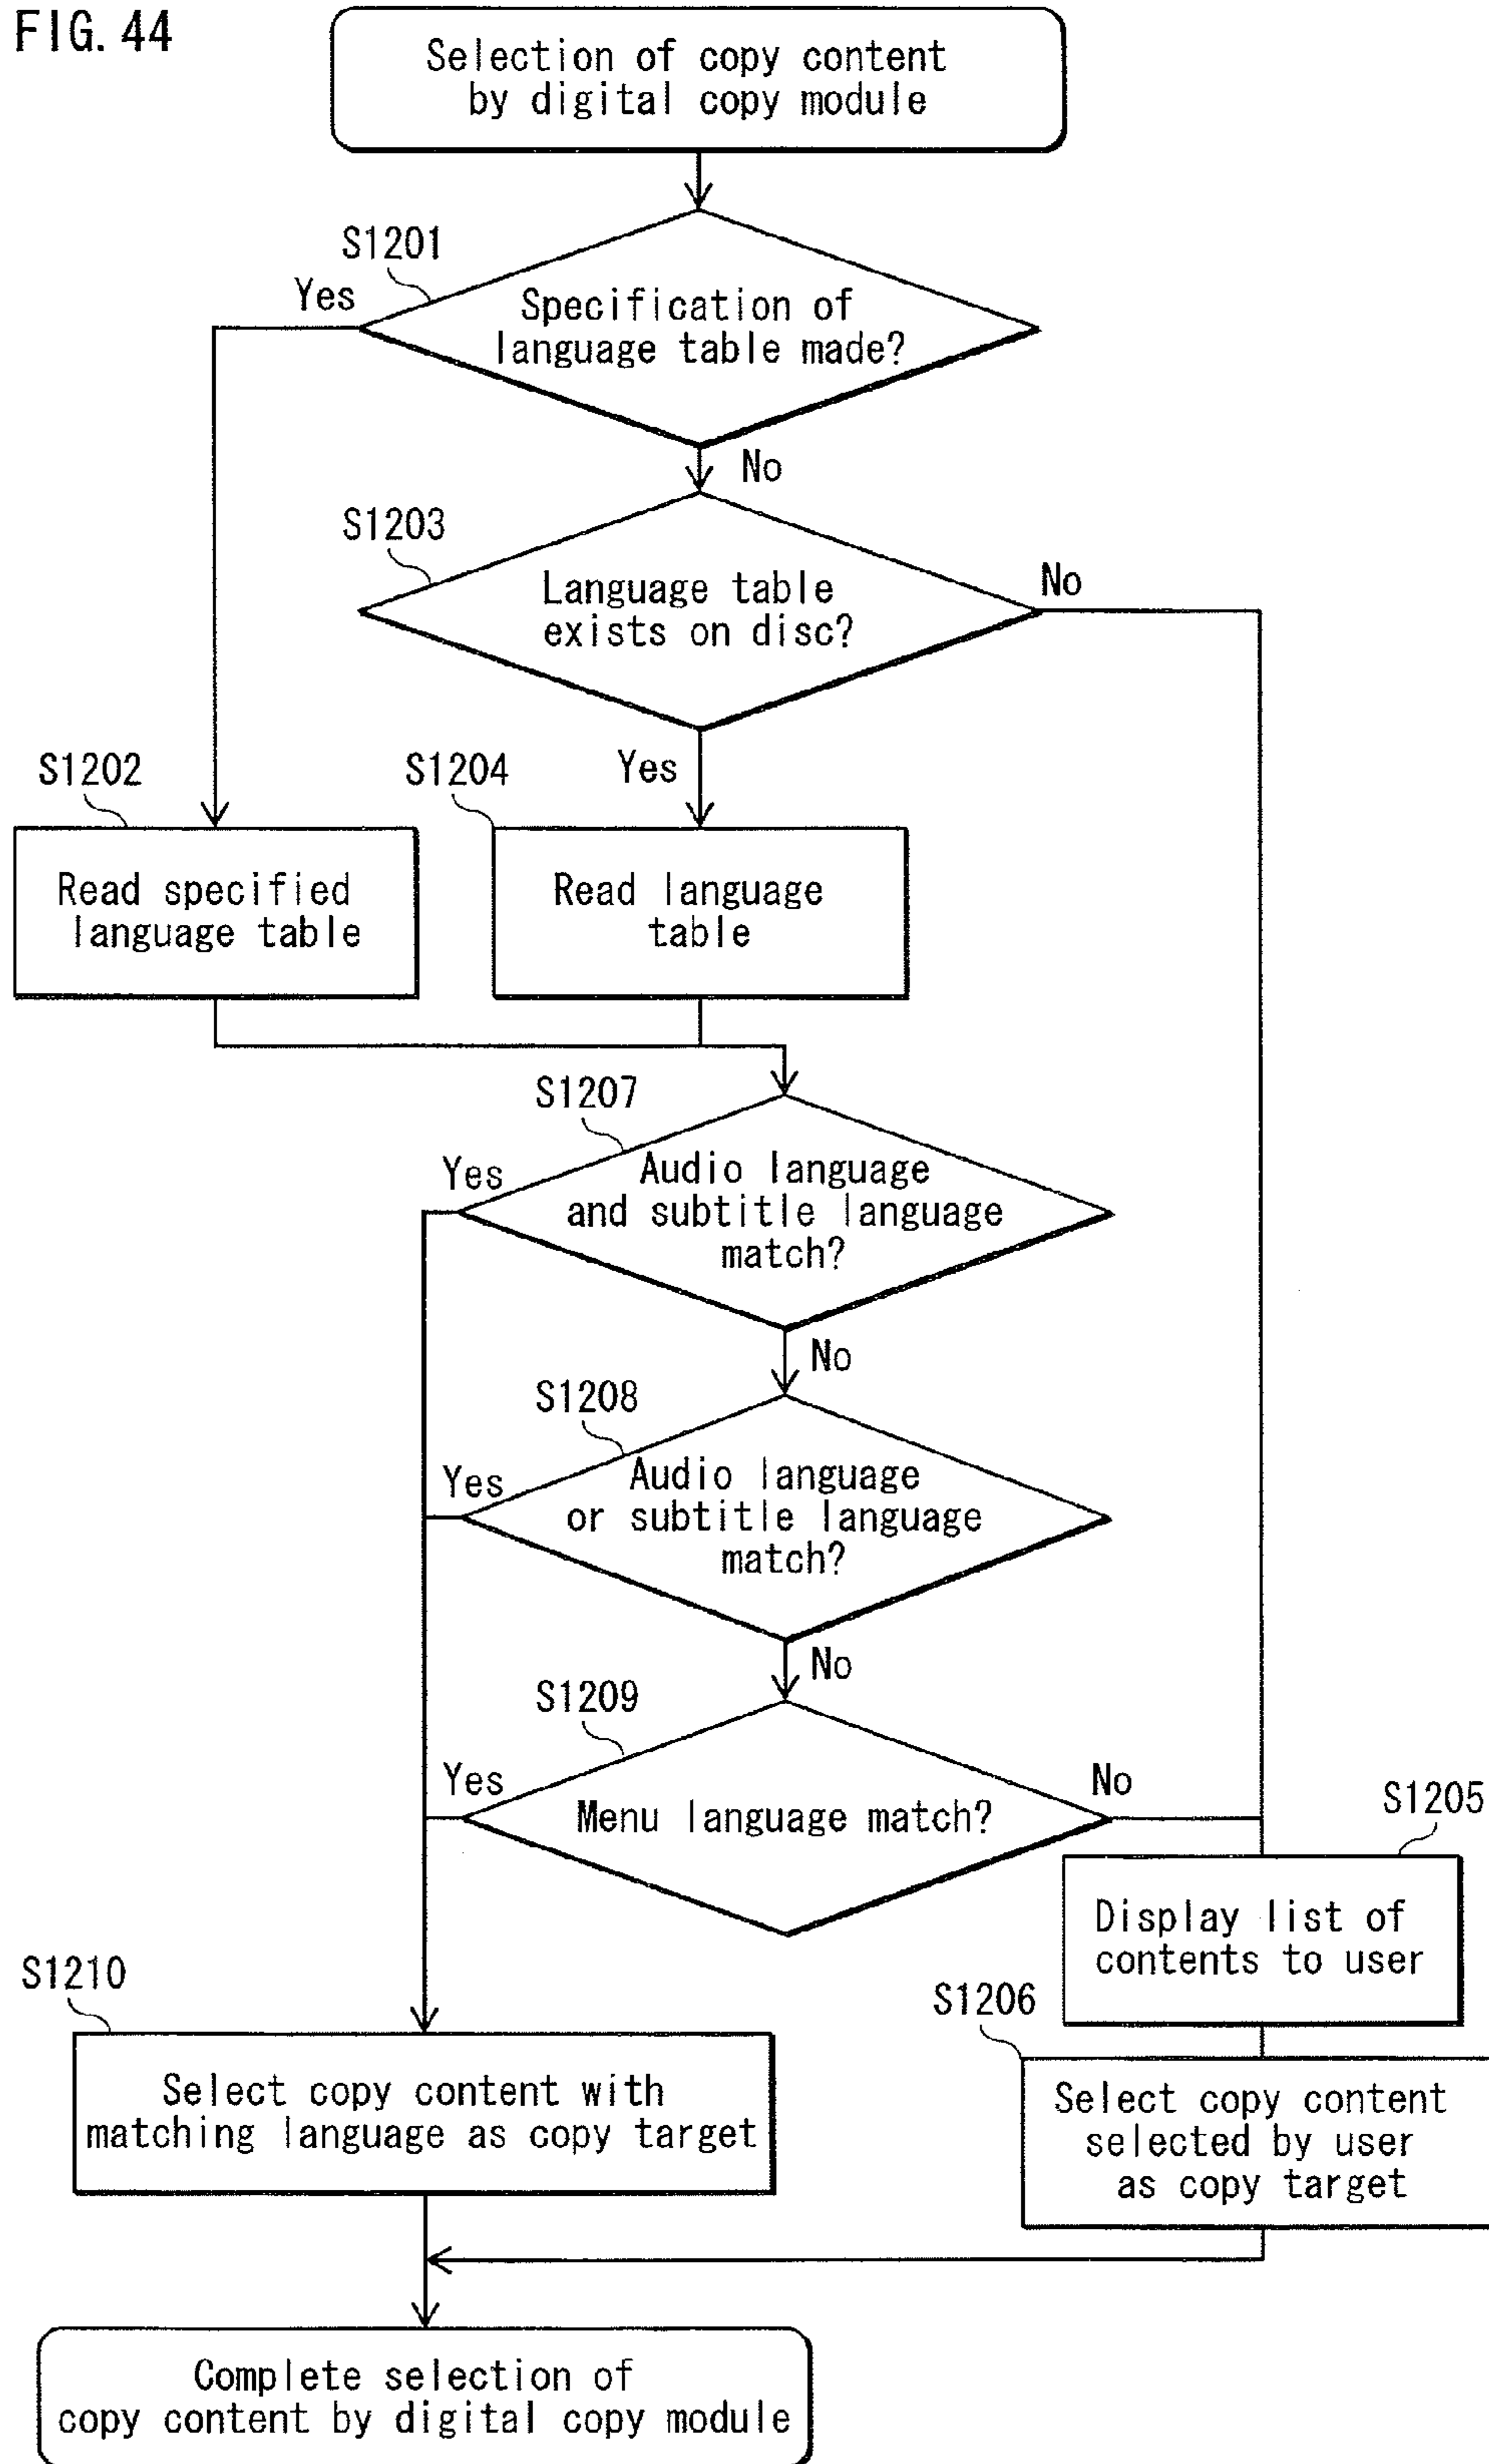 FIG. 44
Selection of copy content
by digital copy module
S1201
Yes
Specification of
language table made?
No
S1203
Language table
exists on disc?
No
Yes
S1202
S1204
Read specified
language table
Read language
table
S1207
Yes
Audio language
and subtitle language
match?
No
S1208
Yes
Audio language
or subtitle language
match?
No
S1209
Yes
Menu language match?
No
S1205
Display list of
contents to user
S1210
S1206
Select copy content with
matching language as copy target
Select copy content
selected by user
as copy target
Complete selection of
copy content by digital copy module